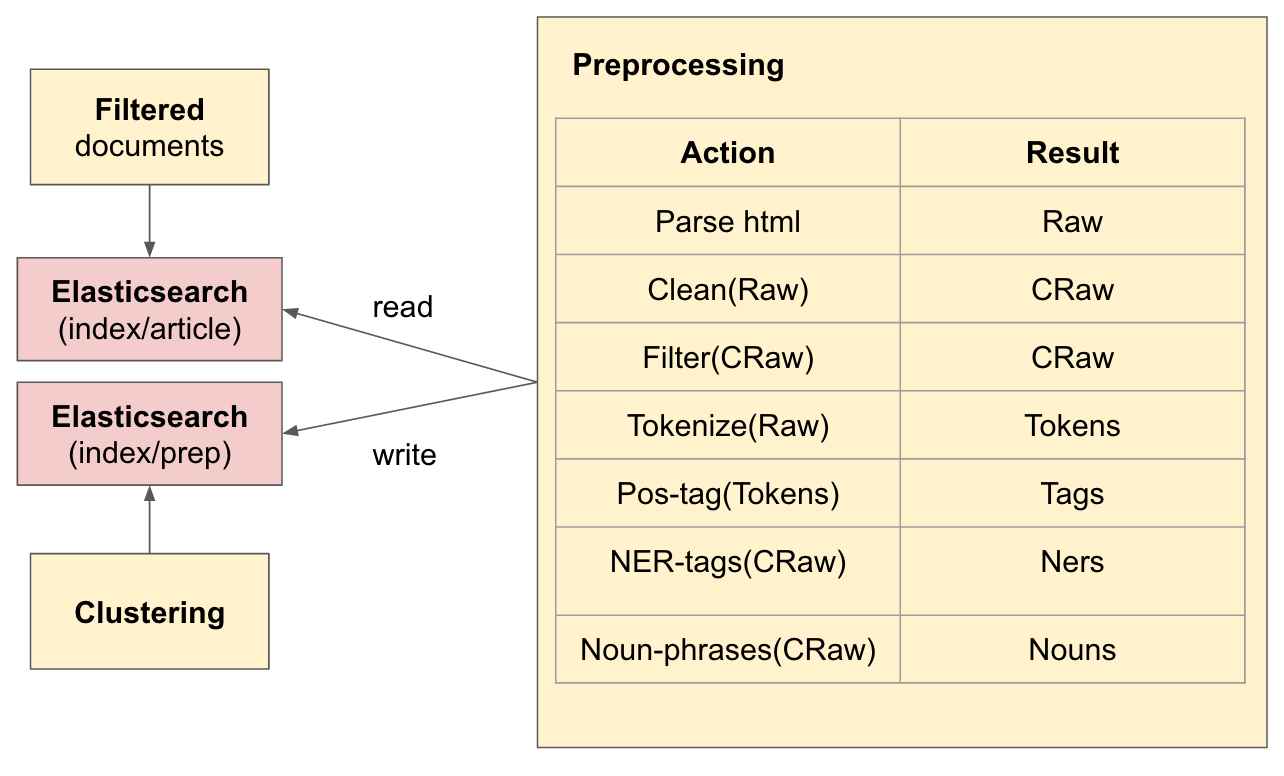 Filtered
documents
Elasticsearch
(index/article)
Elasticsearch
(index/prep)
Clustering
read
write
Preprocessing
Action Result
Parse html Raw
Clean(Raw) CRaw
Filter(CRaw) CRaw
Tokenize(Raw) Tokens
Pos-tag(Tokens) Tags
NER-tags(CRaw) Ners
Noun-phrases(CRaw) Nouns